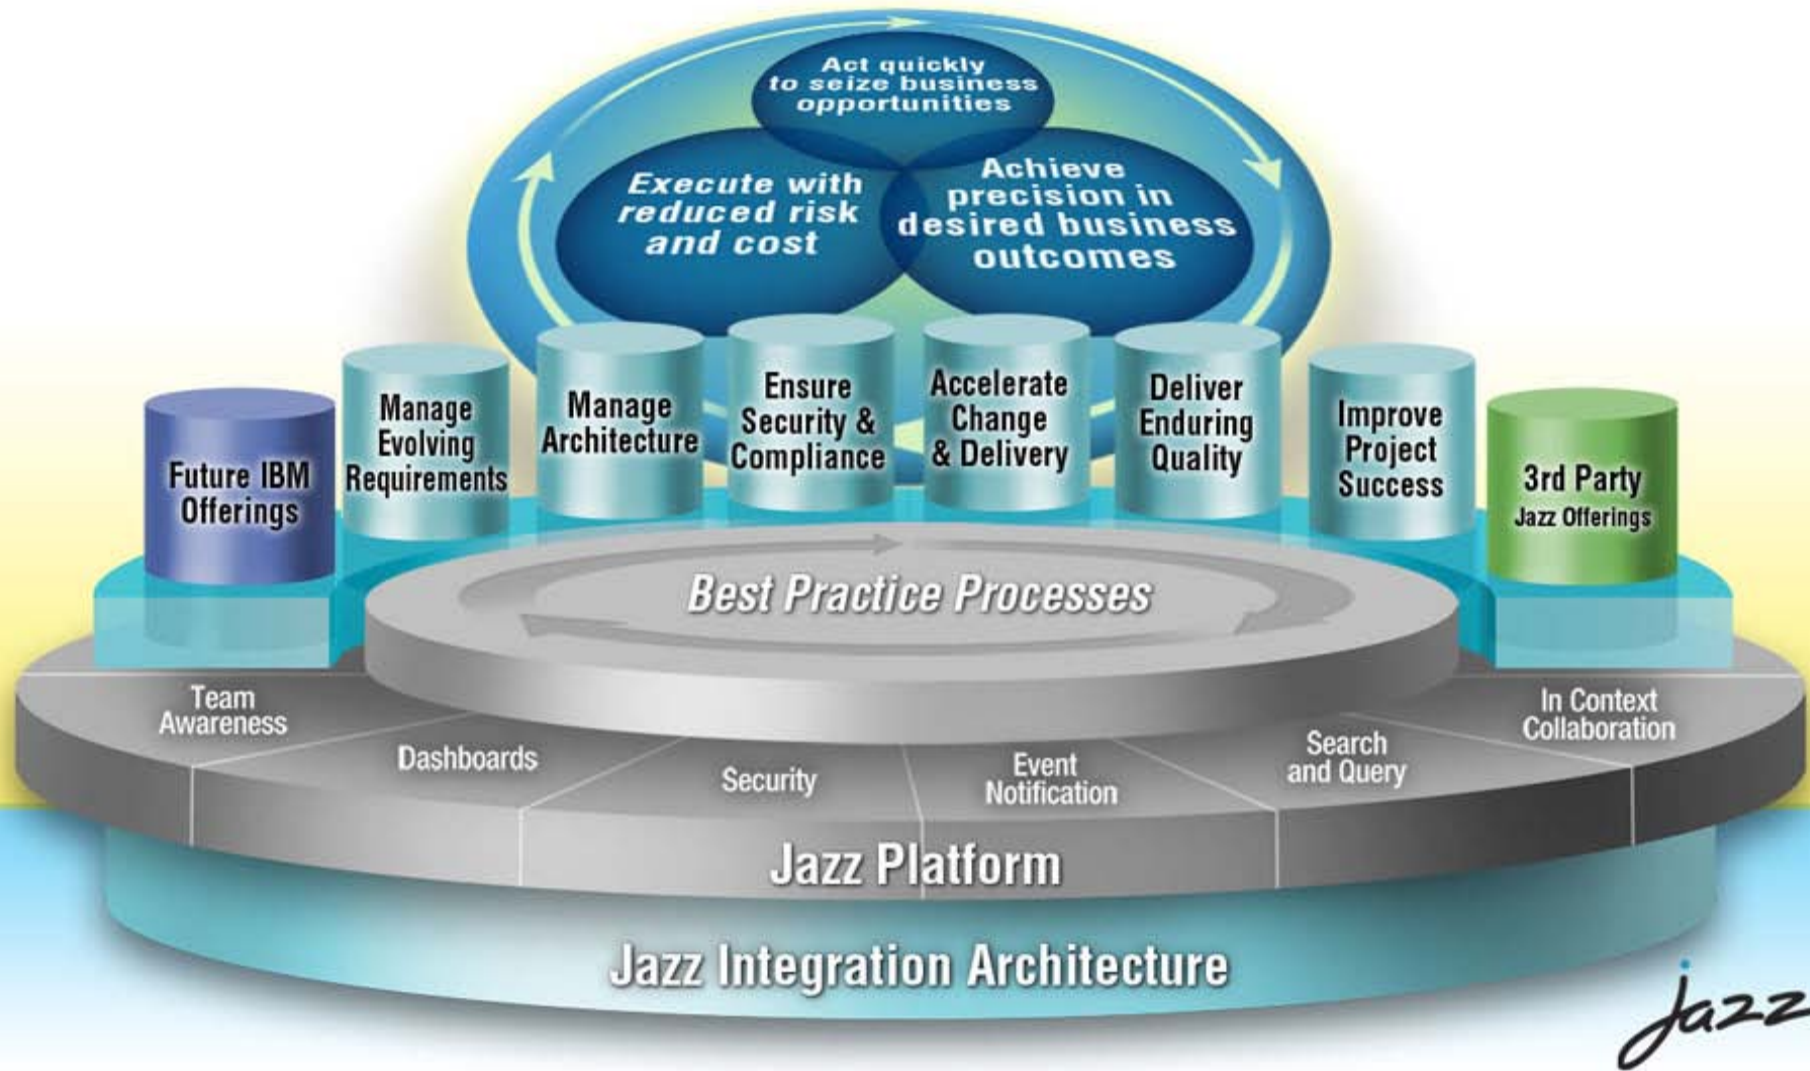 Act quickly
to seize business
opportunities
Execute with
reduced risk
and cost
Achieve
precision in
desired business
outcomes
Future IBM
Offerings
Manage
Evolving
Requirements
Manage
Architecture
Ensure
Security &
Compliance
Accelerate
Change
& Delivery
Deliver
Enduring
Quality
Improve
Project
Success
3rd Party
Jazz Offerings
Best Practice Processes
Team
Awareness
Dashboards
Security
Event
Notification
Search
and Query
In Context
Collaboration
Jazz Platform
Jazz Integration Architecture
jazz